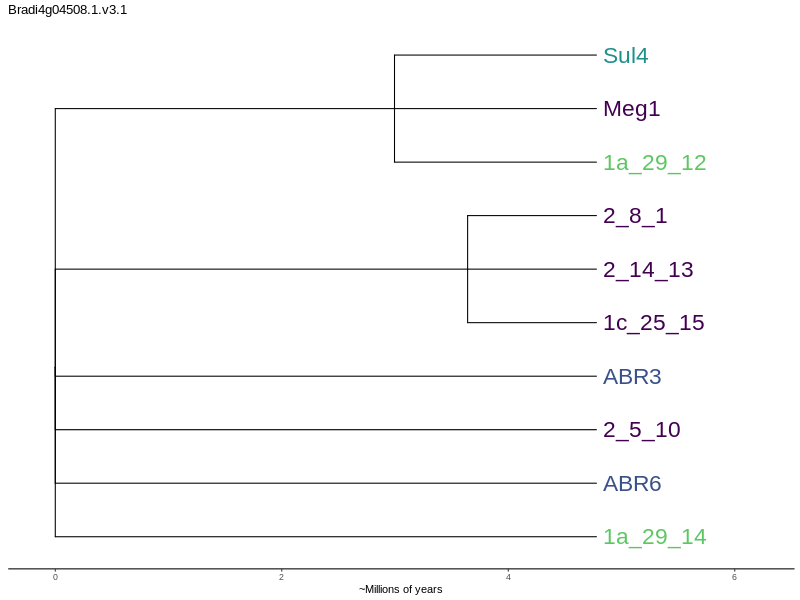 Bradi4g04508.1.v3.1
Sul4
Meg1
1a_29_12
2_8_1
2_14_13
1c_25_15
ABR3
2_5_10
ABR6
1a_29_14
0 2 4 6
~Millions of years